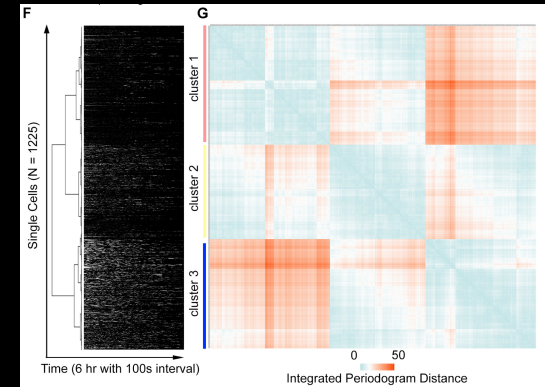 F
G
Single Cells (N = 1225)
cluster 1
cluster 2
cluster 3
Time (6 hr with 100s interval)
0
50
Integrated Periodogram Distance